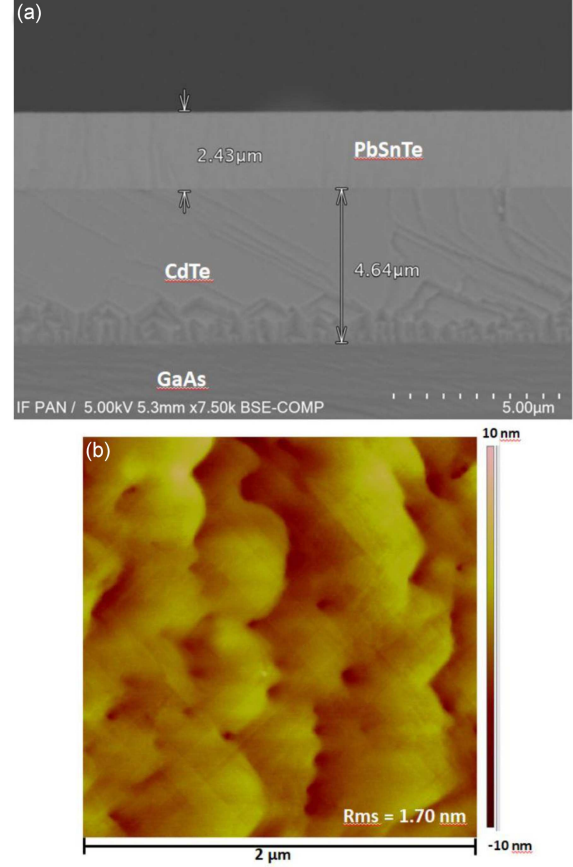 (a)
PbSnTe
2.43µm
CdTe
4.64µm
GaAs
IF PAN / 5.00kV 5.3mm x7.50k BSE-COMP
5.00µm
(b)
10 nm
Rms = 1.70 nm
-10 nm
2 µm